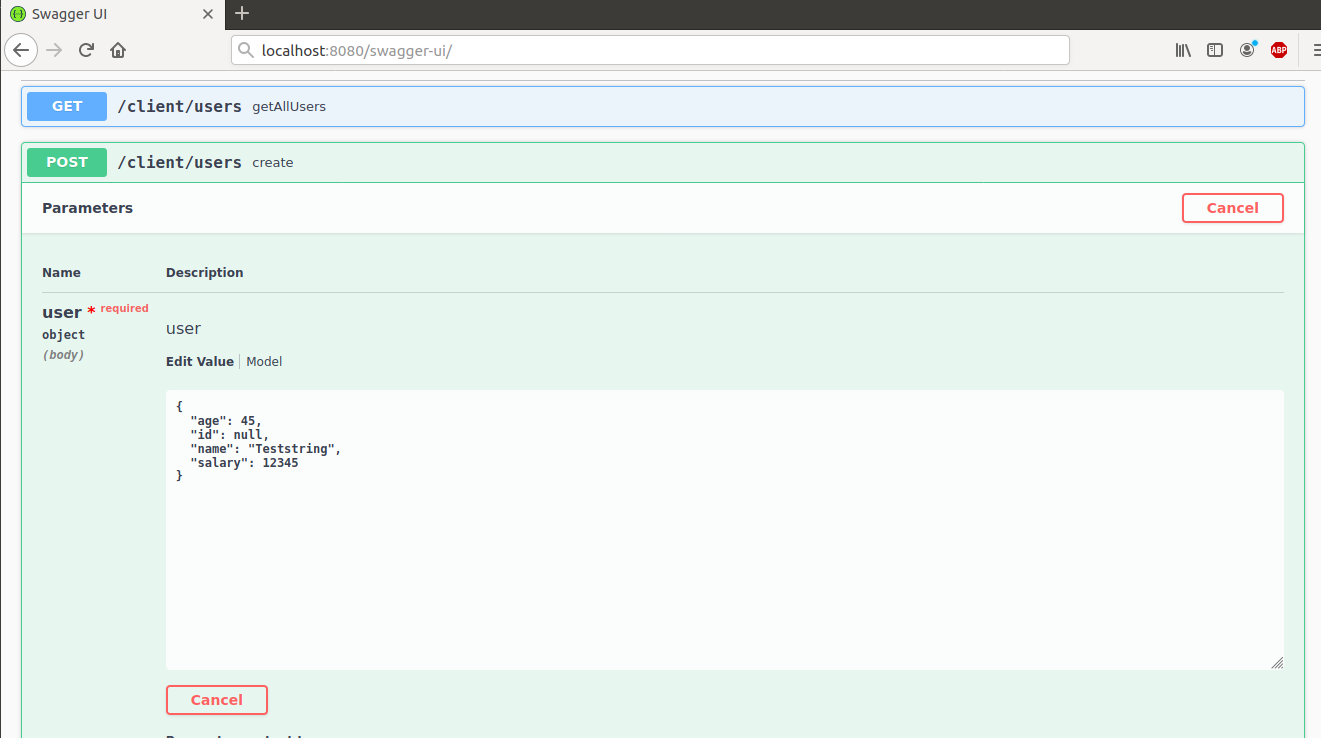 Swagger UI
localhost:8080/swagger-ui/
ABP
GET /client/users getAllUsers
POST /client/users create
Parameters Cancel
Name Description
user * required
object
(body)
user
Edit Value Model
{
"age": 45,
"id": null,
"name": "Teststring",
"salary": 12345
}
Cancel